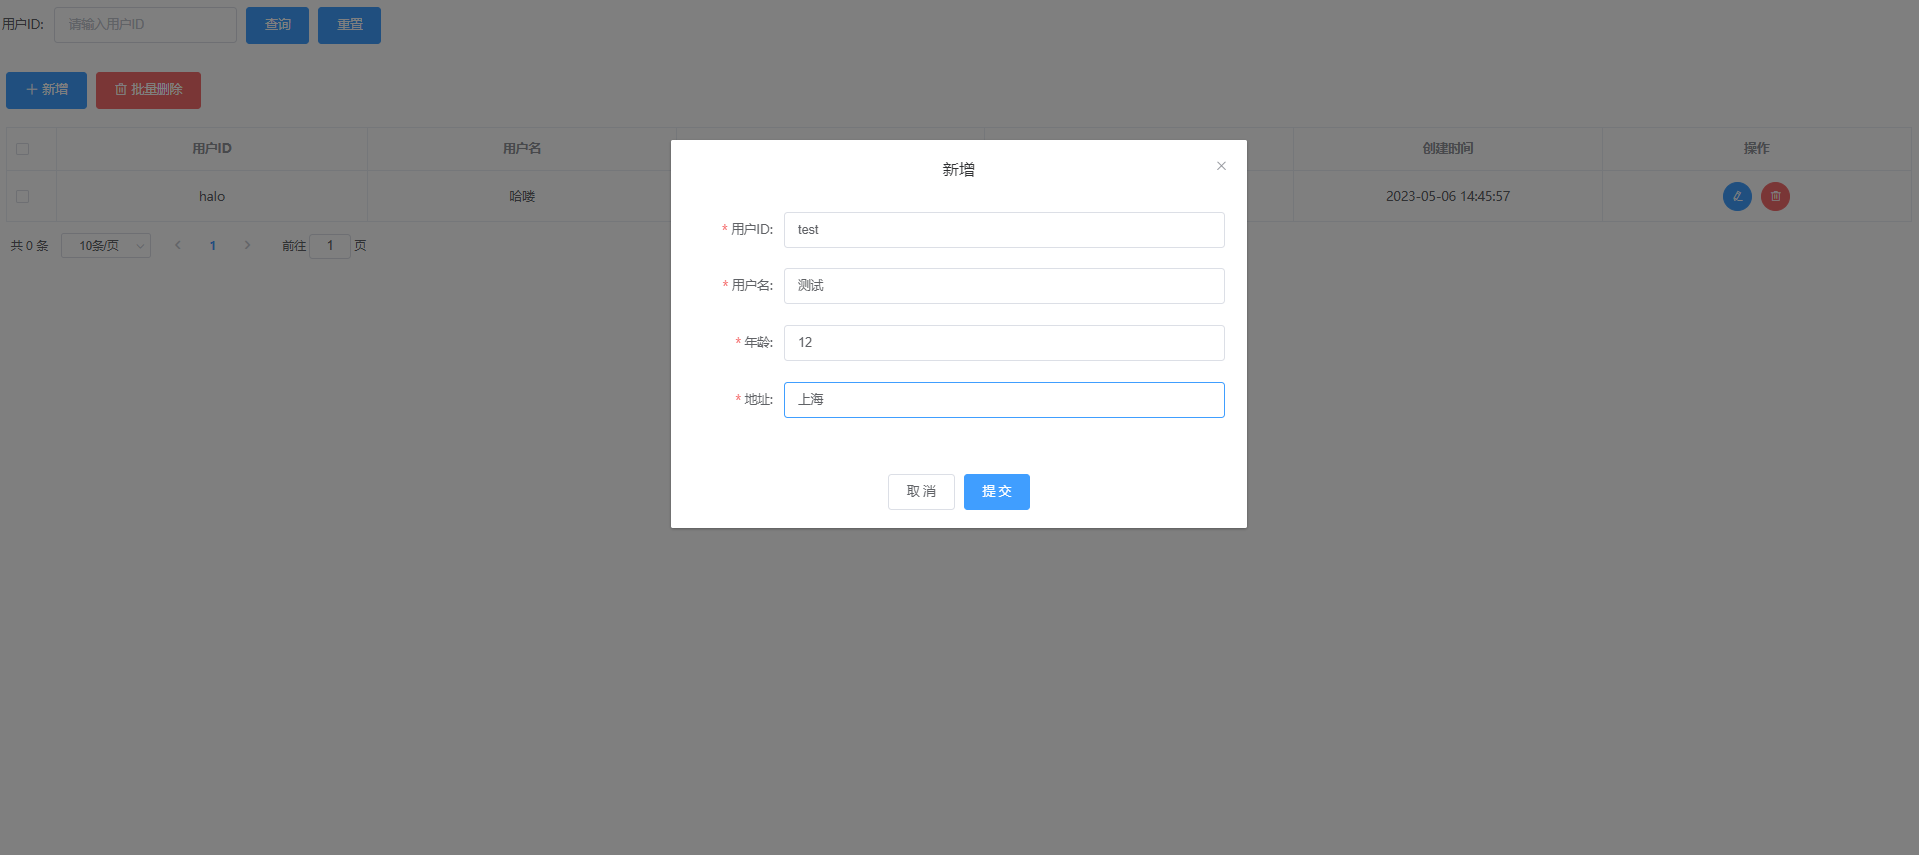 用户ID: 请输入用户ID 查询 重置
新增 批量删除
用户ID 用户名 创建时间 操作
halo 哈喽 2023-05-06 14:45:57
共 0 条 10条/页 1 前往 1 页
新增
* 用户ID: test
* 用户名: 测试
* 年龄: 12
* 地址: 上海
取 消 提 交